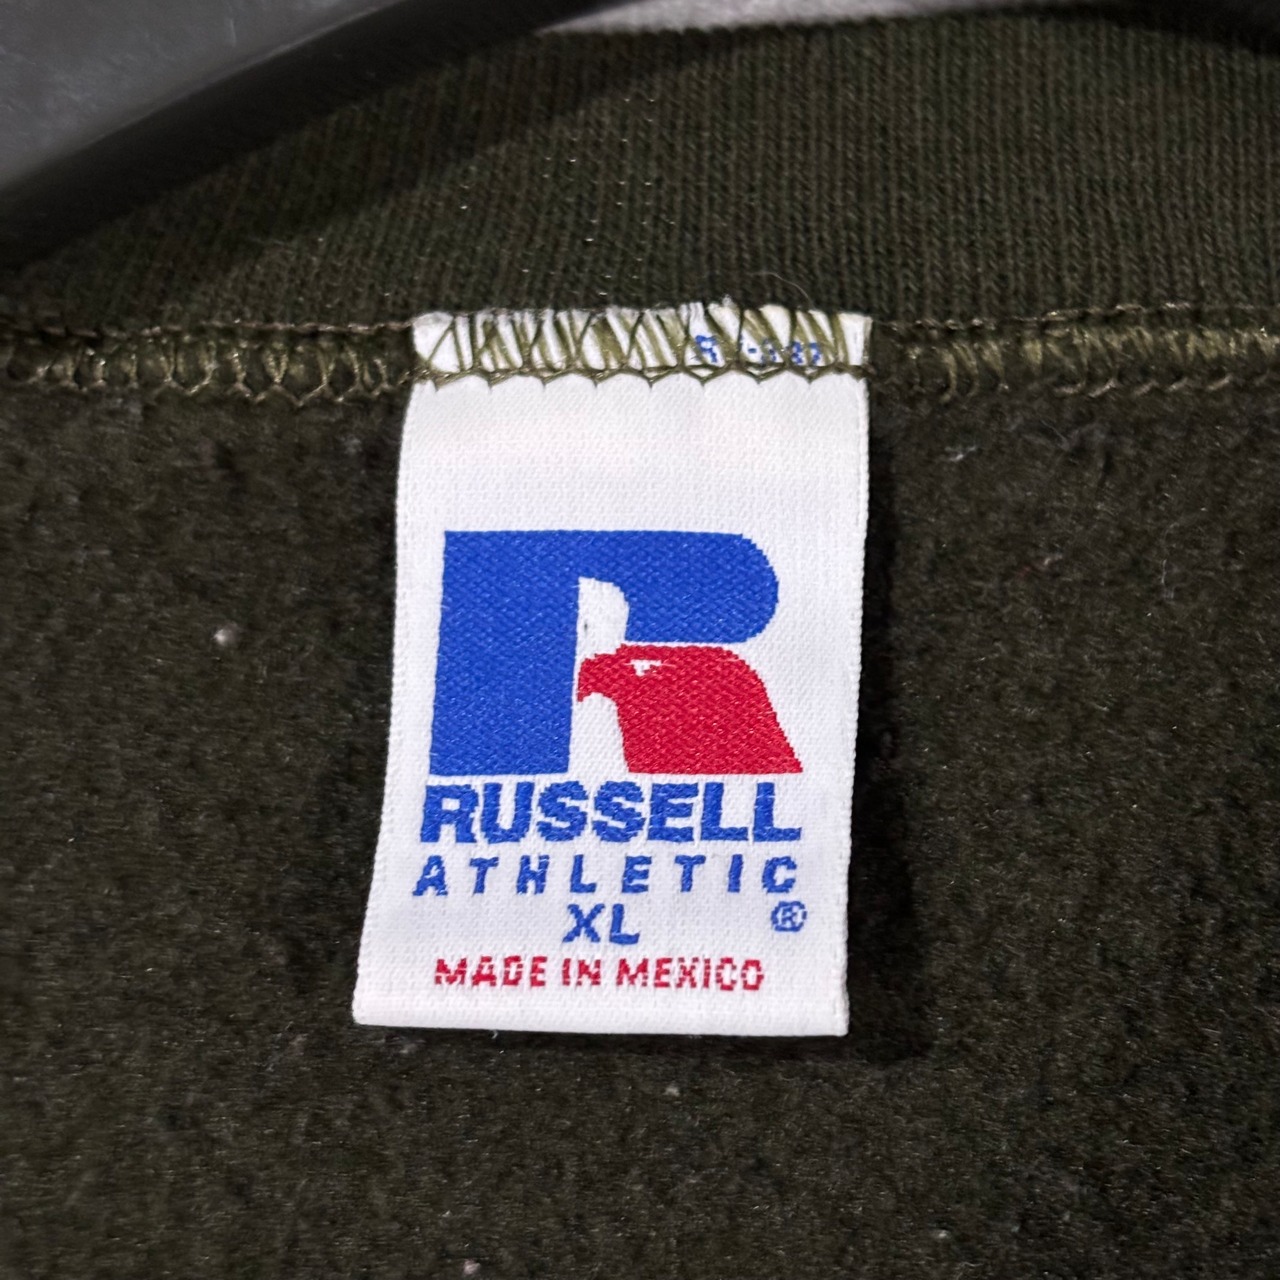 RUSSELL
ATHLETIC
XL ®
MADE IN MEXICO